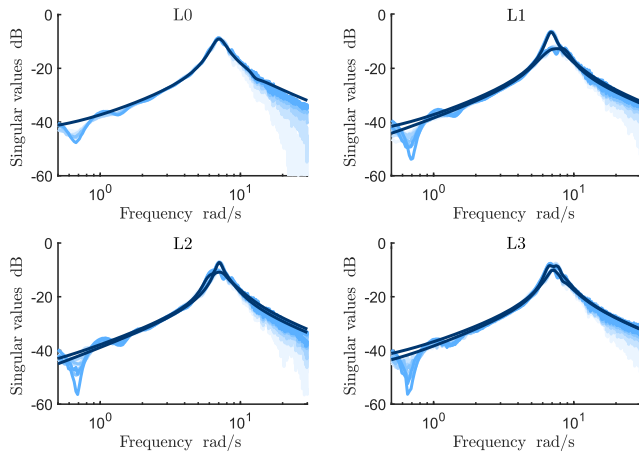 L0
0
-20
-40
-60
Singular values dB
10^0
10^1
Frequency rad/s
L1
0
-20
-40
-60
Singular values dB
10^0
10^1
Frequency rad/s
L2
0
-20
-40
-60
Singular values dB
10^0
10^1
Frequency rad/s
L3
0
-20
-40
-60
Singular values dB
10^0
10^1
Frequency rad/s